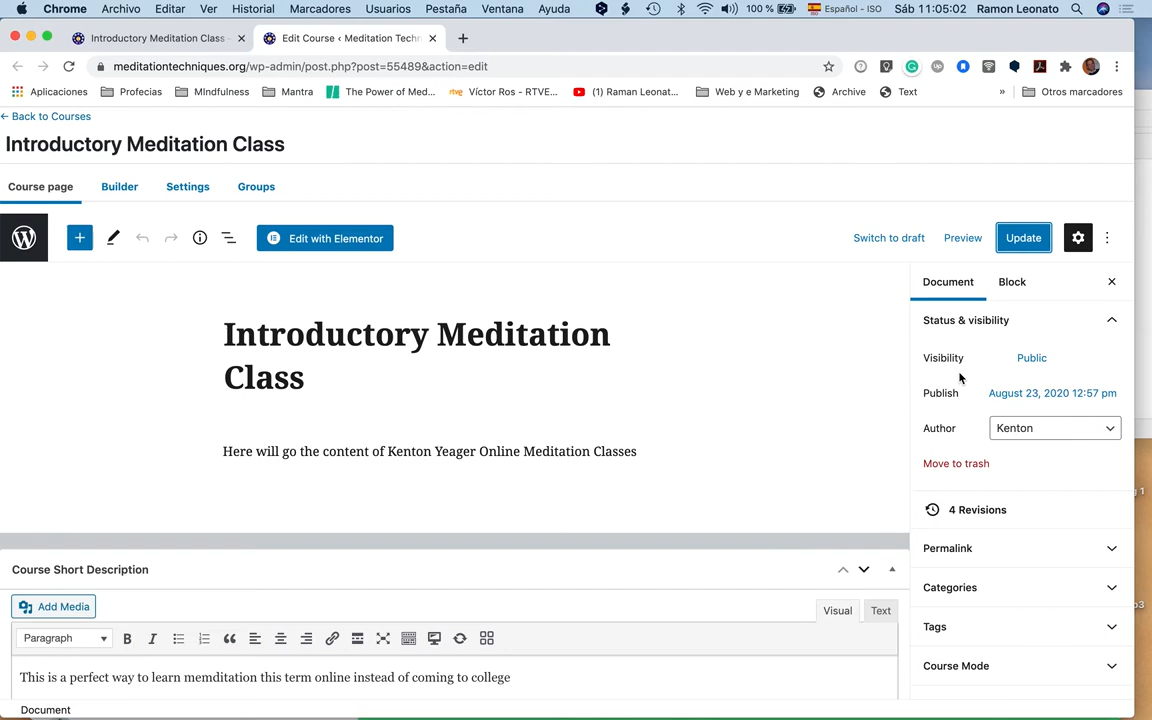 Chrome Archivo Editar Ver Historial Marcadores Usuarios Pestaña Ventana Ayuda 100 % Español - ISO Sáb 11:05:02 Ramon Leonato
Introductory Meditation Class - Edit Course ‹ Meditation Techn
meditationtechniques.org/wp-admin/post.php?post=55489&action=edit
Aplicaciones Profecias MIndfulness Mantra The Power of Med... rtve Víctor Ros - RTVE... (1) Raman Leonat... Web y e Marketing Archive Text » Otros marcadores
← Back to Courses
Introductory Meditation Class
Course page Builder Settings Groups
Edit with Elementor Switch to draft Preview Update
Document Block
Introductory Meditation
Class
Status & visibility
Visibility Public
Publish August 23, 2020 12:57 pm
Author Kenton
Here will go the content of Kenton Yeager Online Meditation Classes
Move to trash
4 Revisions
Permalink
Categories
Tags
Course Mode
Course Short Description
Add Media
Visual Text
Paragraph B I
This is a perfect way to learn memditation this term online instead of coming to college
Document
g 1
p3